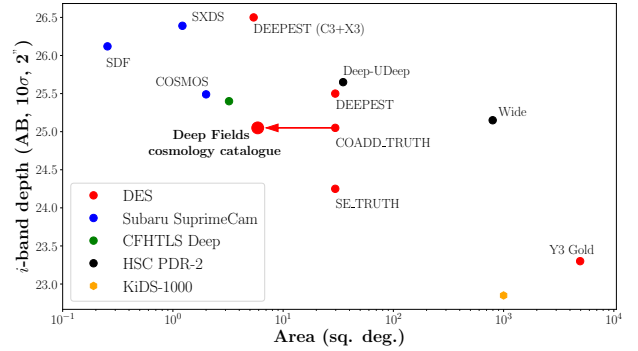 26.5
26.0
25.5
25.0
24.5
24.0
23.5
23.0
i-band depth (AB, 10σ, 2")
SXDS
DEEPEST (C3+X3)
SDF
COSMOS
Deep-UDeep
DEEPEST
Wide
Deep Fields
cosmology catalogue
COADD_TRUTH
SE_TRUTH
Y3 Gold
DES
Subaru SuprimeCam
CFHTLS Deep
HSC PDR-2
KiDS-1000
10⁻¹
10⁰
10¹
10²
10³
10⁴
Area (sq. deg.)